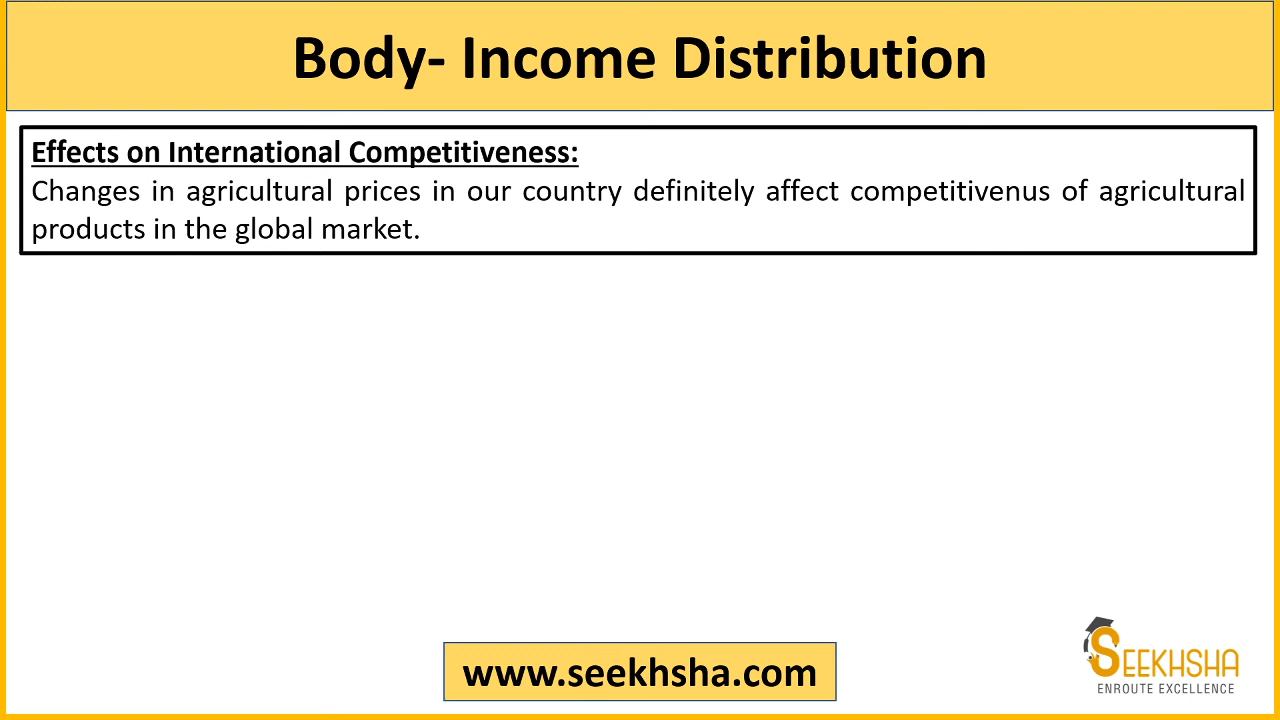 Body- Income Distribution
Effects on International Competitiveness:
Changes in agricultural prices in our country definitely affect competitivenus of agricultural
products in the global market.
www.seekhsha.com
SEEKHSHA
ENROUTE EXCELLENCE